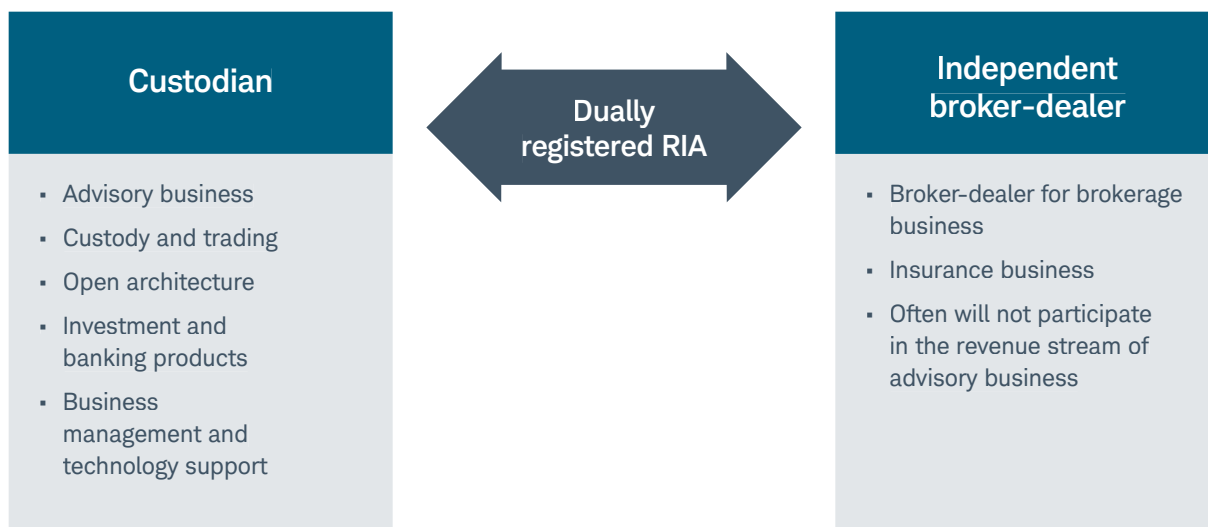 Custodian
▪ Advisory business
▪ Custody and trading
▪ Open architecture
▪ Investment and
banking products
▪ Business
management and
technology support
Dually
registered RIA
Independent
broker-dealer
▪ Broker-dealer for brokerage
business
▪ Insurance business
▪ Often will not participate
in the revenue stream of
advisory business